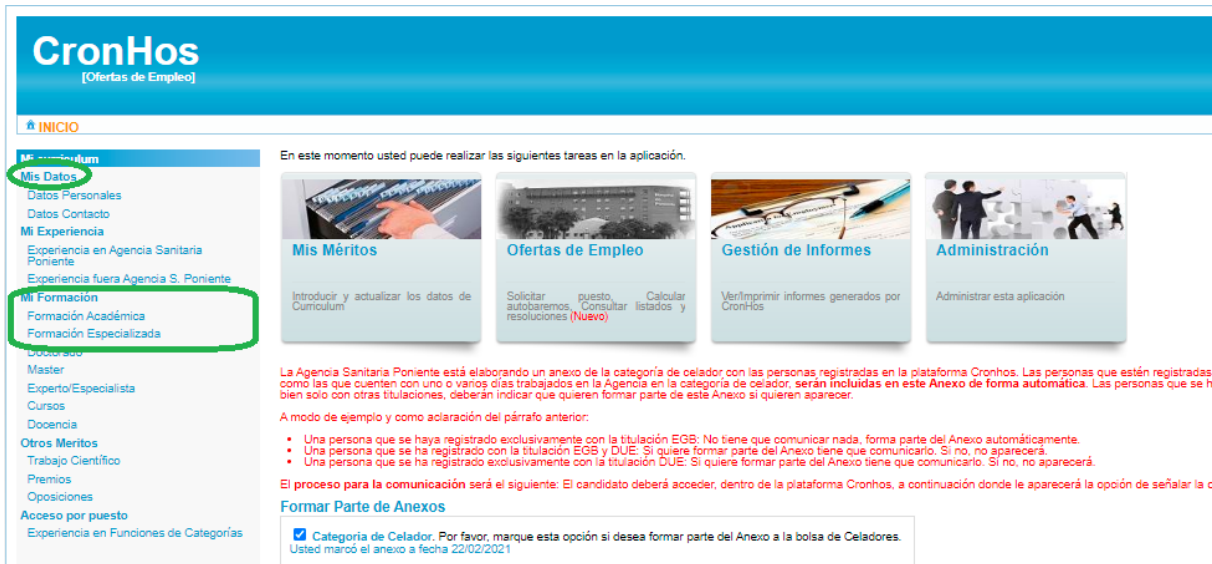 CronHos
[Ofertas de Empleo]
INICIO
Mi curriculum
Mis Datos
Datos Personales
Datos Contacto
Mi Experiencia
Experiencia en Agencia Sanitaria
Poniente
Experiencia fuera Agencia S. Poniente
Mi Formación
Formación Académica
Formación Especializada
Doctorado
Master
Experto/Especialista
Cursos
Docencia
Otros Meritos
Trabajo Científico
Premios
Oposiciones
Acceso por puesto
Experiencia en Funciones de Categorías
En este momento usted puede realizar las siguientes tareas en la aplicación.
Mis Méritos
Introducir y actualizar los datos de
Curriculum
Ofertas de Empleo
Solicitar puesto, Calcular
autobaremos, Consultar listados y
resoluciones (Nuevo)
Gestión de Informes
Ver/Imprimir informes generados por
CronHos
Administración
Administrar esta aplicación
La Agencia Sanitaria Poniente está elaborando un anexo de la categoría de celador con las personas registradas en la plataforma Cronhos. Las personas que estén registradas
como las que cuenten con uno o varios días trabajados en la Agencia en la categoría de celador, serán incluidas en este Anexo de forma automática. Las personas que se h
bien solo con otras titulaciones, deberán indicar que quieren formar parte de este Anexo si quieren aparecer.
A modo de ejemplo y como aclaración del párrafo anterior:
• Una persona que se haya registrado exclusivamente con la titulación EGB: No tiene que comunicar nada, forma parte del Anexo automáticamente.
• Una persona que se ha registrado con la titulación EGB y DUE: Si quiere formar parte del Anexo tiene que comunicarlo. Si no, no aparecerá.
• Una persona que se ha registrado exclusivamente con la titulación DUE: Si quiere formar parte del Anexo tiene que comunicarlo. Si no, no aparecerá.
El proceso para la comunicación será el siguiente: El candidato deberá acceder, dentro de la plataforma Cronhos, a continuación donde le aparecerá la opción de señalar la c
Formar Parte de Anexos
Categoria de Celador. Por favor, marque esta opción si desea formar parte del Anexo a la bolsa de Celadores.
Usted marcó el anexo a fecha 22/02/2021